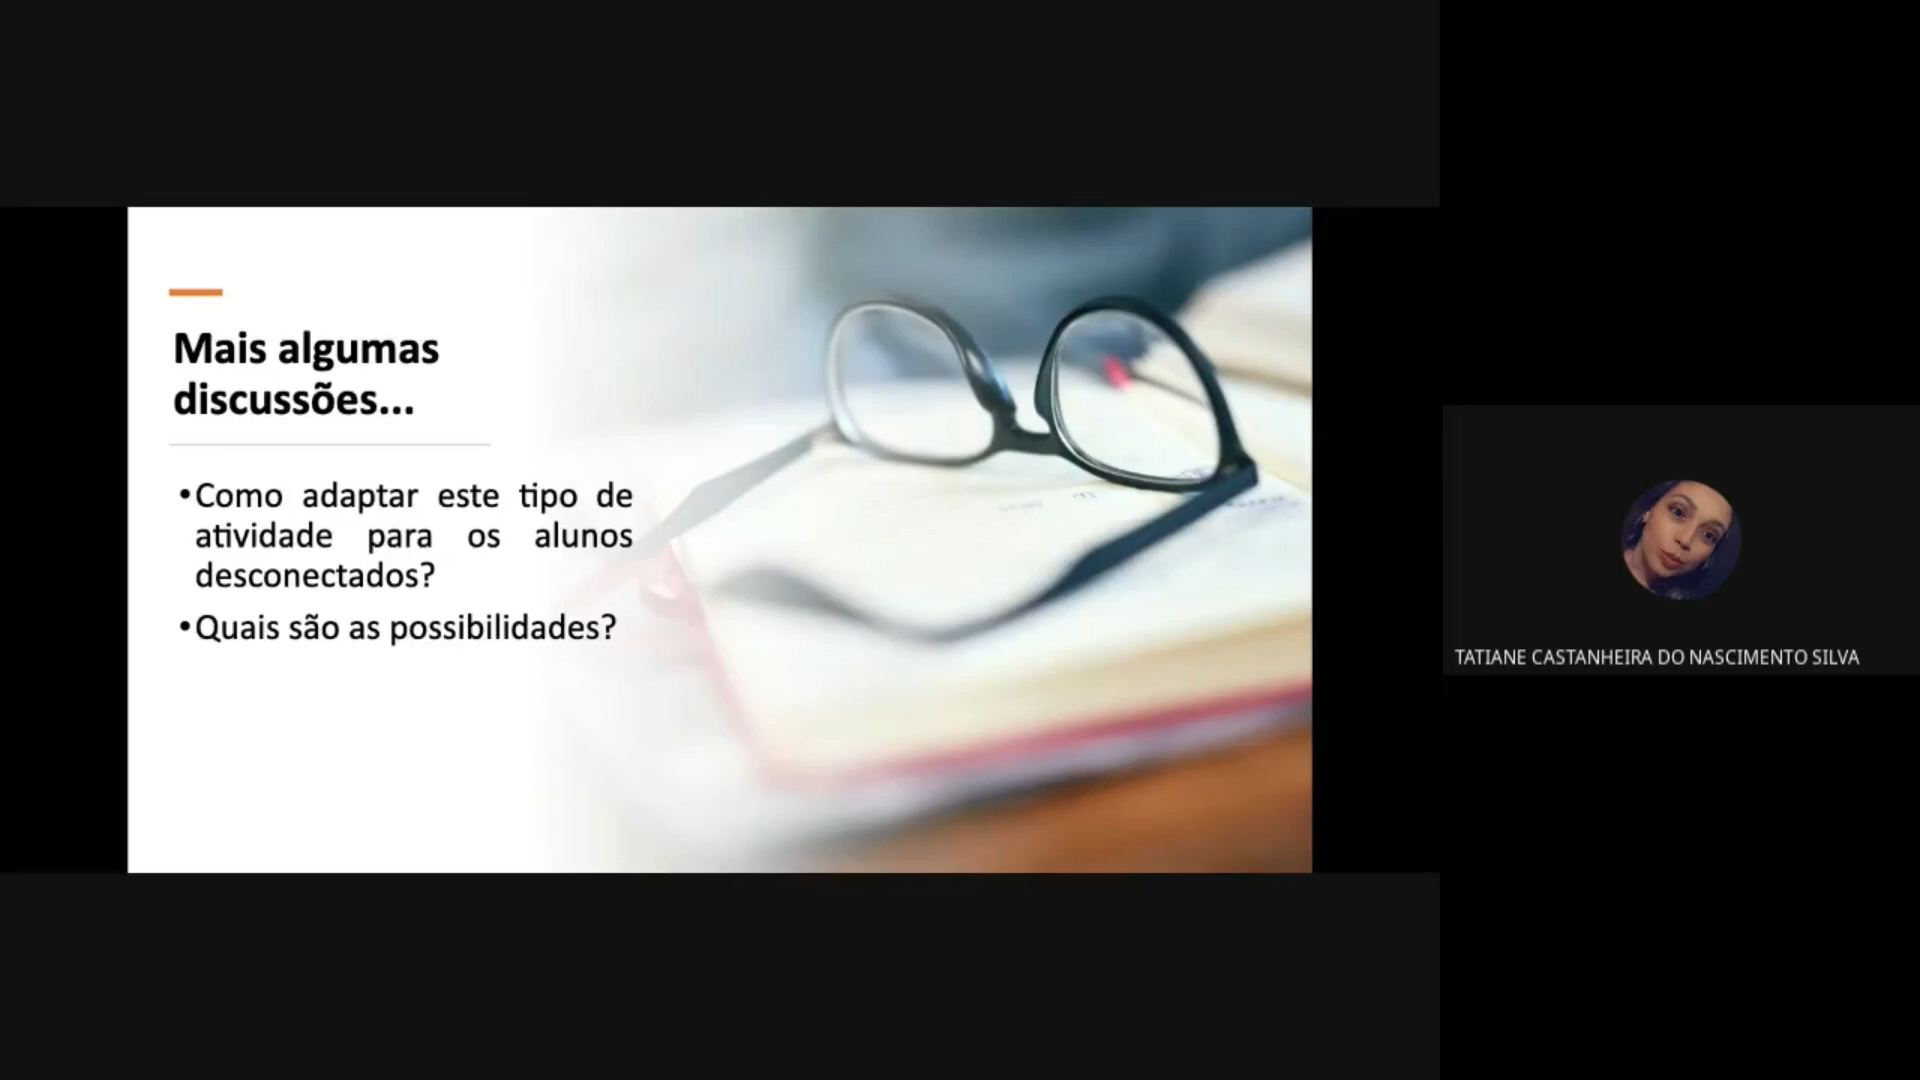 Mais algumas
discussões...
•Como adaptar este tipo de
atividade para os alunos
desconectados?
•Quais são as possibilidades?
TATIANE CASTANHEIRA DO NASCIMENTO SILVA